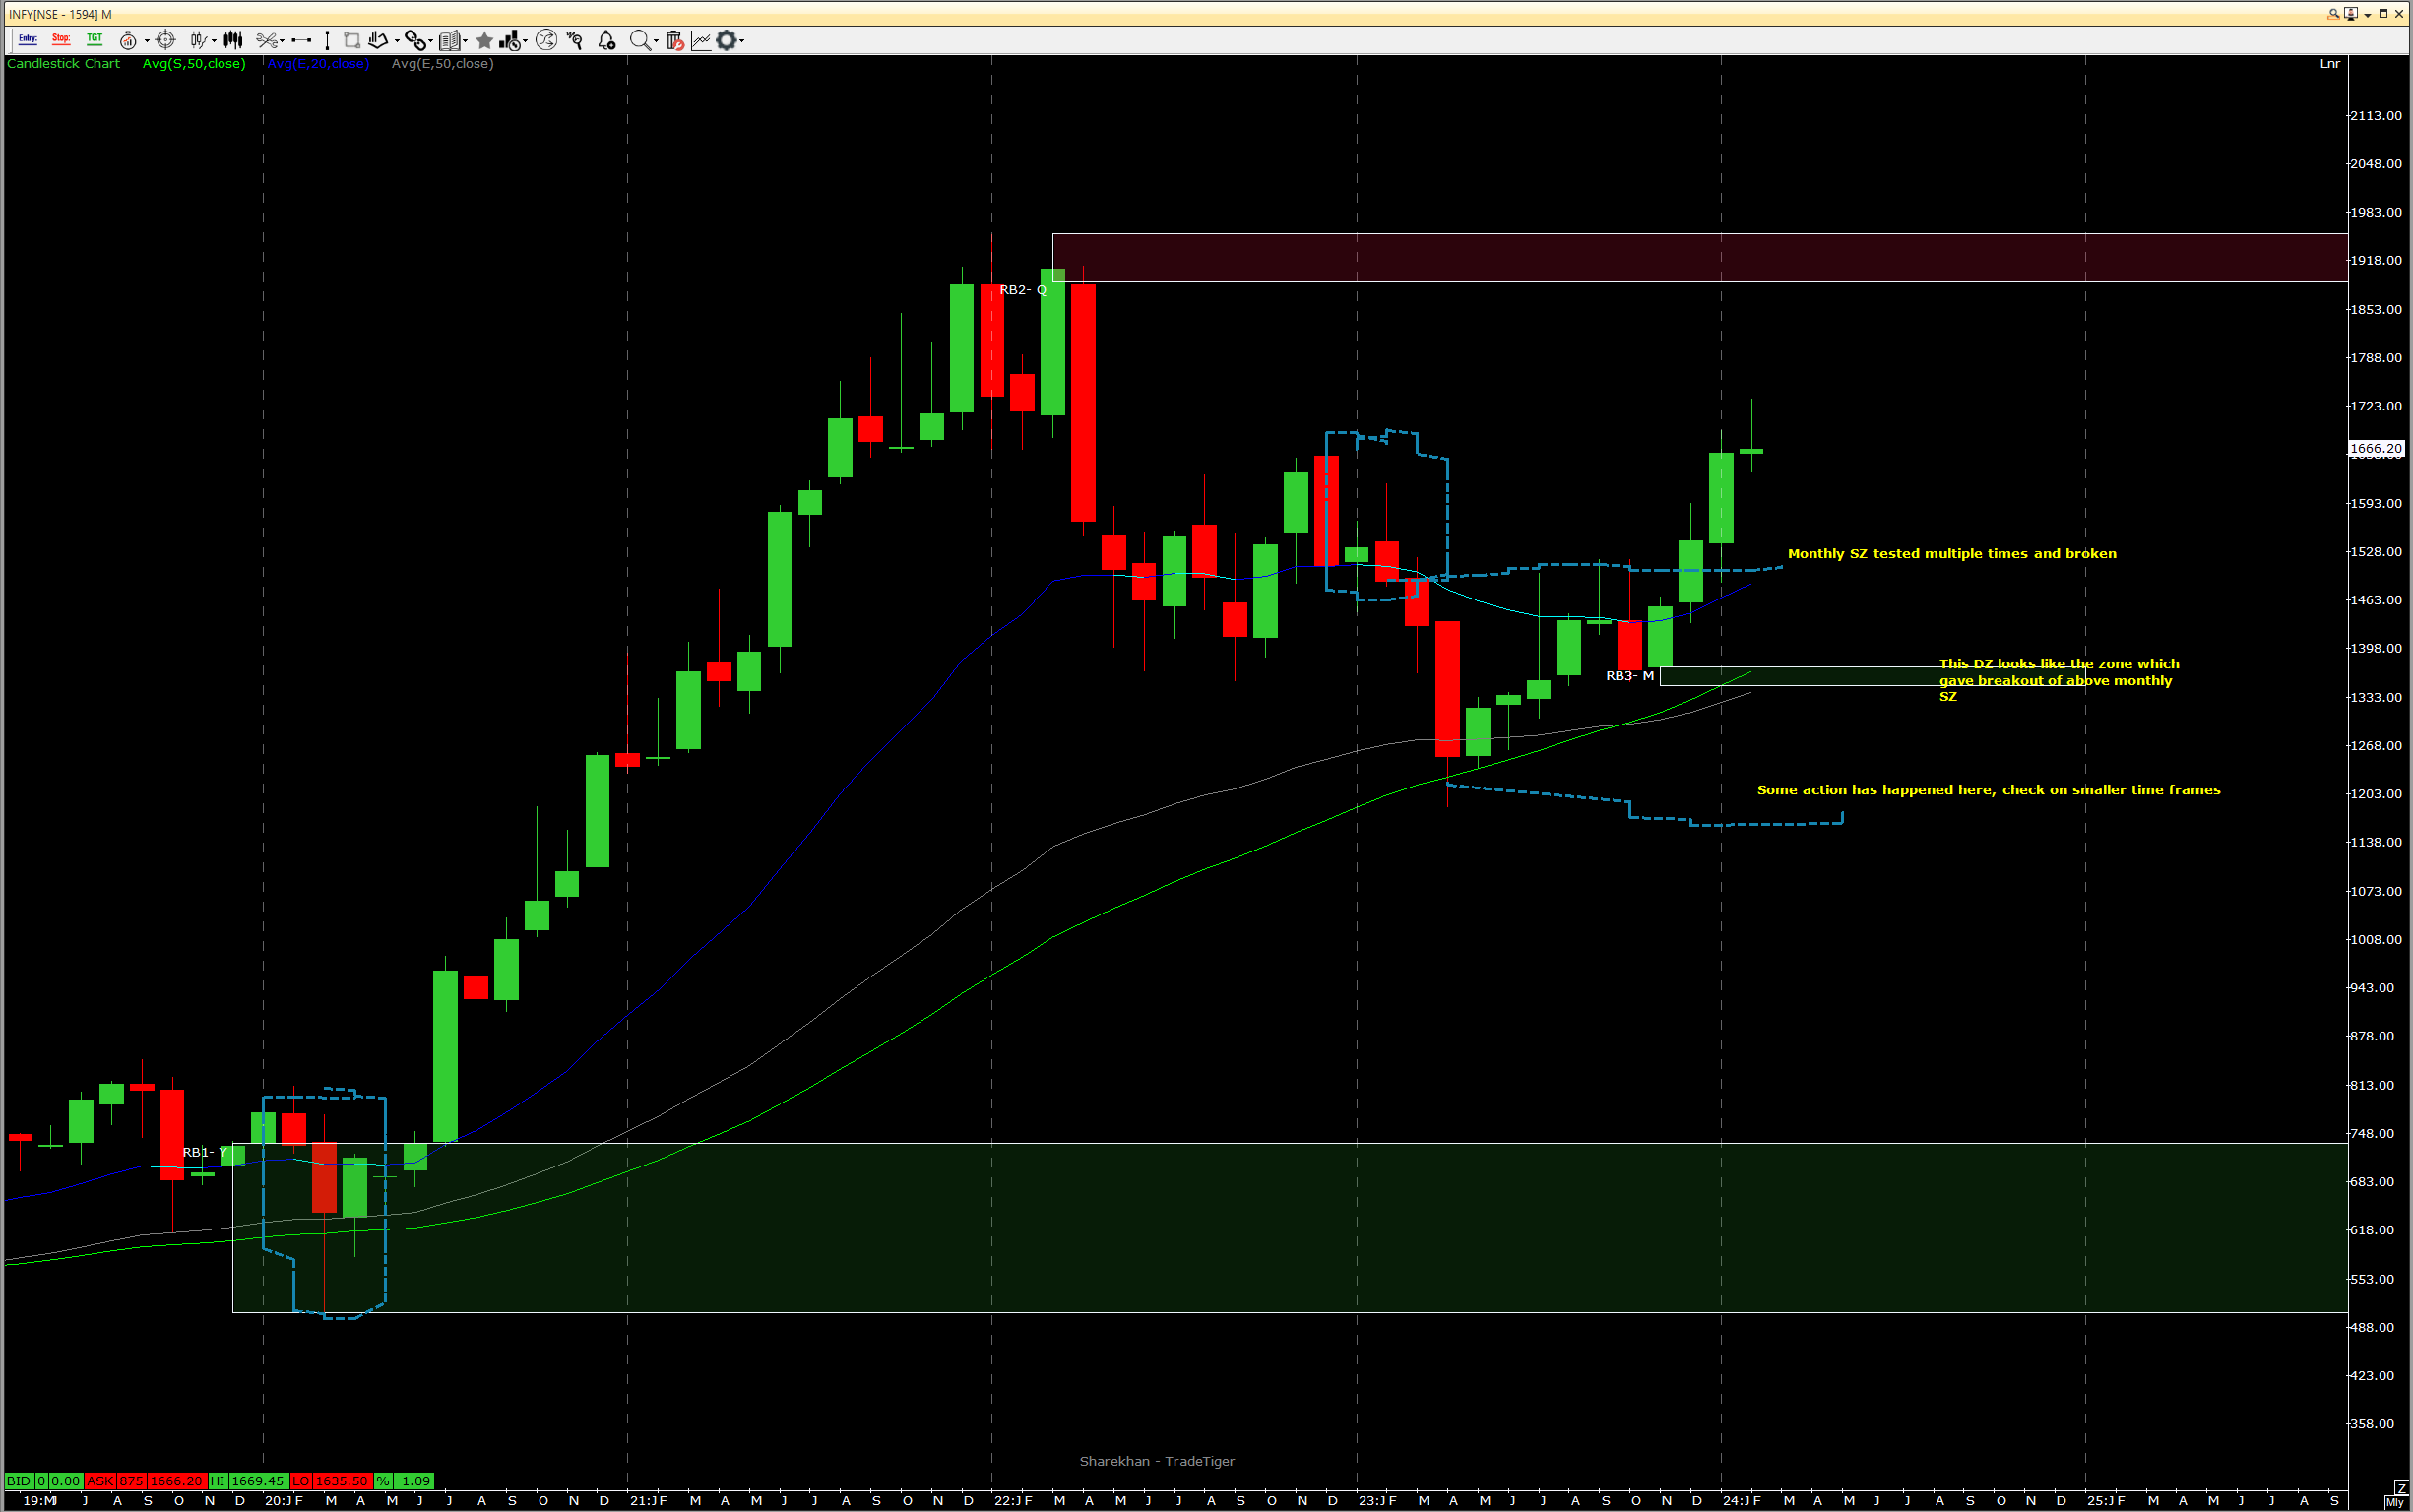 INFY[NSE - 1594] M
Entry: Stop: TGT
Candlestick Chart Avg(S,50,close) Avg(E,20,close) Avg(E,50,close)
Lnr
2113.00
2048.00
1983.00
1918.00
RB2- Q
1853.00
1788.00
1723.00
1666.20
1593.00
Monthly SZ tested multiple times and broken
1528.00
1463.00
1398.00
This DZ looks like the zone which
gave breakout of above monthly
SZ
RB3- M
1333.00
1268.00
1203.00
Some action has happened here, check on smaller time frames
1138.00
1073.00
1008.00
943.00
878.00
813.00
748.00
RB1- Y
683.00
618.00
553.00
488.00
423.00
358.00
Sharekhan - TradeTiger
BID 0 0.00 ASK 875 1666.20 HI 1669.45 LO 1635.50 % -1.09
Z
19:M J A S O N D 20:J F M A M J J A S O N D 21:J F M A M J J A S O N D 22:J F M A M J J A S O N D 23:J F M A M J J A S O N D 24:J F M A M J J A S O N D 25:J F M A M J J A S
Mly